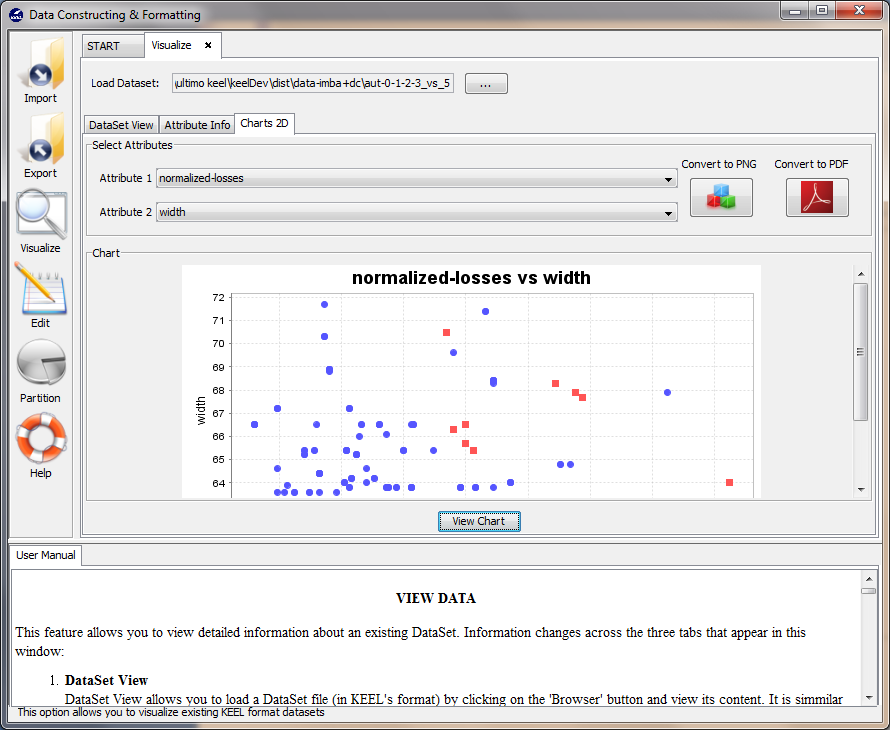 Data Constructing & Formatting
Import
Export
Visualize
Edit
Partition
Help
START
Visualize
Load Dataset:
ultimo keel\keelDev\dist\data-imba+dc\aut-0-1-2-3_vs_5
...
DataSet View
Attribute Info
Charts 2D
Select Attributes
Attribute 1
normalized-losses
Attribute 2
width
Convert to PNG
Convert to PDF
Chart
normalized-losses vs width
width
72
71
70
69
68
67
66
65
64
View Chart
User Manual
VIEW DATA
This feature allows you to view detailed information about an existing DataSet. Information changes across the three tabs that appear in this
window:
1. DataSet View
DataSet View allows you to load a DataSet file (in KEEL's format) by clicking on the 'Browser' button and view its content. It is simmilar
This option allows you to visualize existing KEEL format datasets